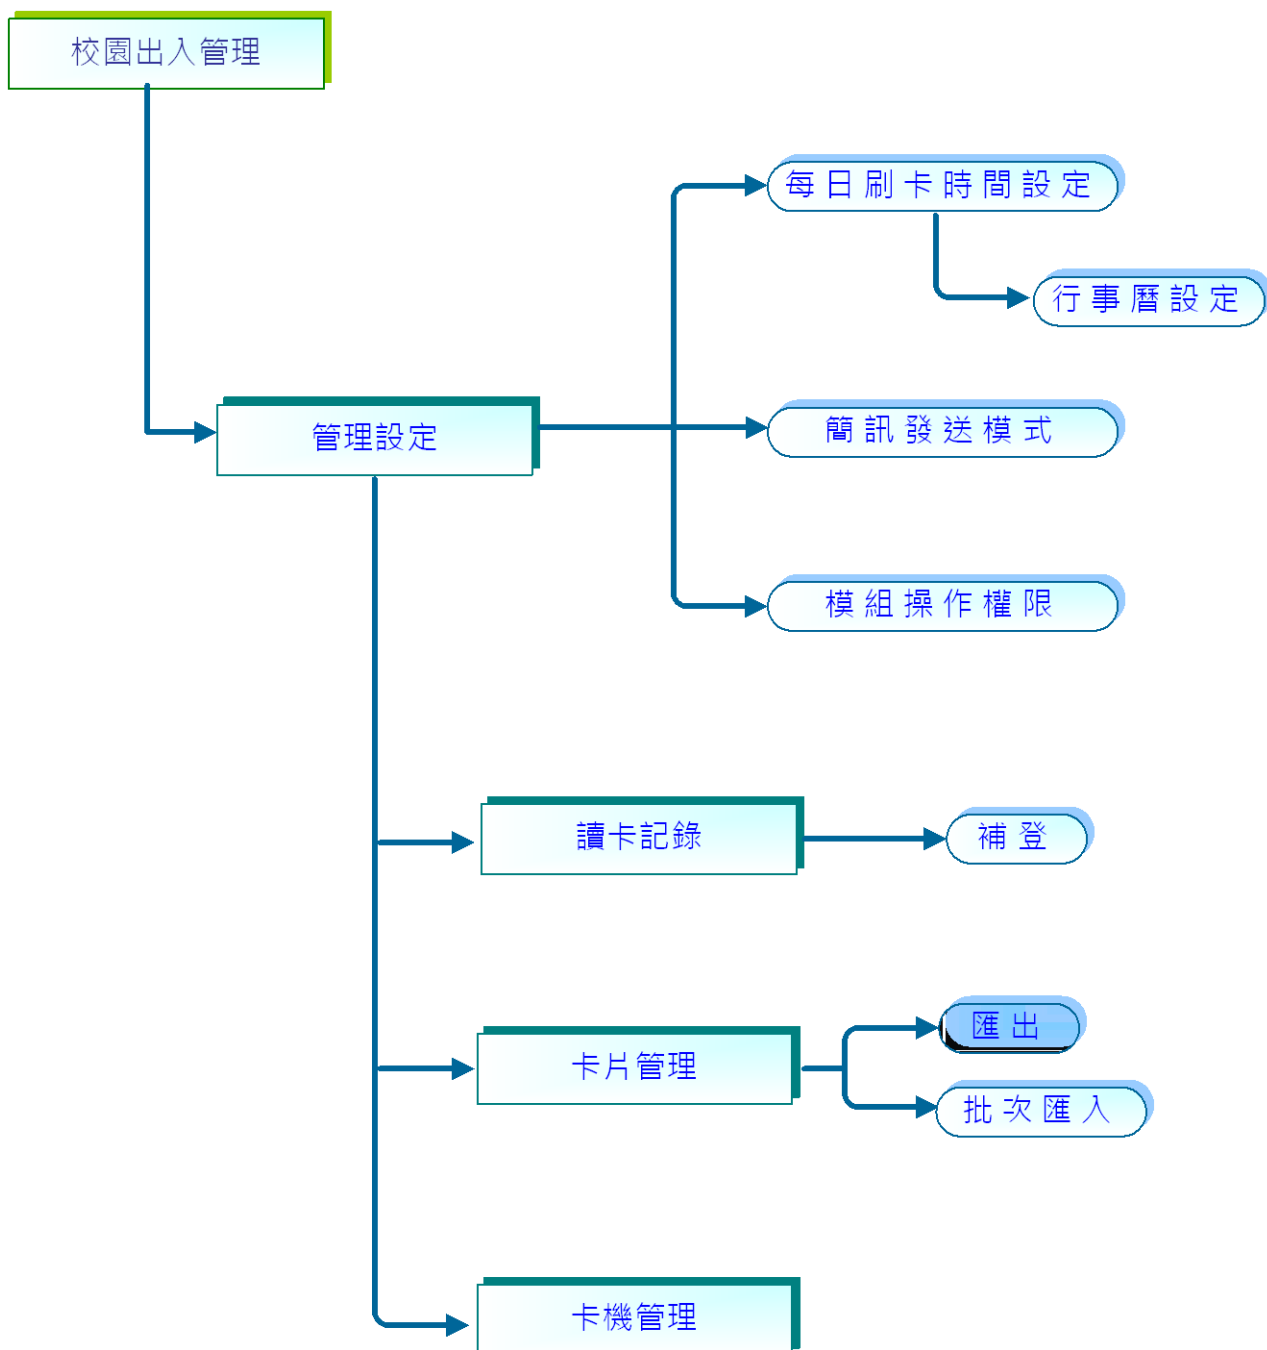 校園出入管理
每日刷卡時間設定
行事曆設定
管理設定
簡訊發送模式
模組操作權限
讀卡記錄
補登
卡片管理
匯出
批次匯入
卡機管理